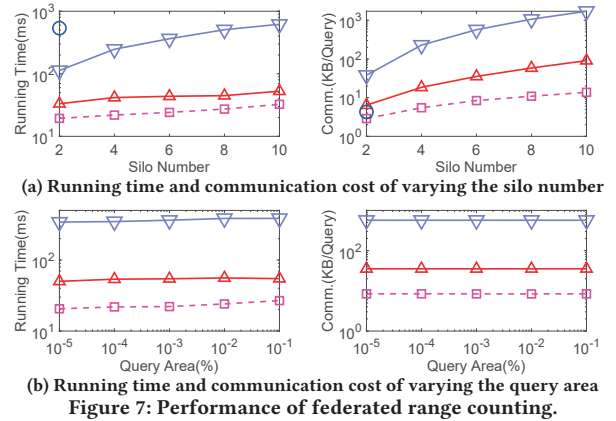 10³
10²
10¹
Running Time(ms)
2 4 6 8 10
Silo Number
10³
10²
10¹
10⁰
Comm.(KB/Query)
2 4 6 8 10
Silo Number
(a) Running time and communication cost of varying the silo number
10²
10¹
Running Time(ms)
10⁻⁵ 10⁻⁴ 10⁻³ 10⁻² 10⁻¹
Query Area(%)
10²
10⁰
Comm.(KB/Query)
10⁻⁵ 10⁻⁴ 10⁻³ 10⁻² 10⁻¹
Query Area(%)
(b) Running time and communication cost of varying the query area
Figure 7: Performance of federated range counting.